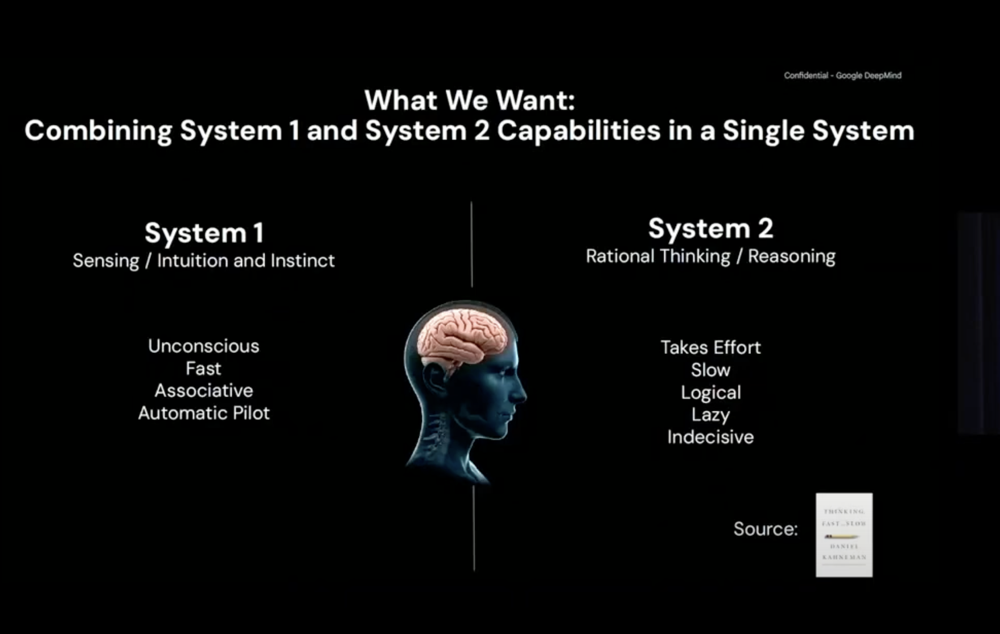 Confidential - Google DeepMind
What We Want:
Combining System 1 and System 2 Capabilities in a Single System
System 1
Sensing / Intuition and Instinct
Unconscious
Fast
Associative
Automatic Pilot
System 2
Rational Thinking / Reasoning
Takes Effort
Slow
Logical
Lazy
Indecisive
Source:
THINKING,
FAST AND SLOW
DANIEL
KAHNEMAN